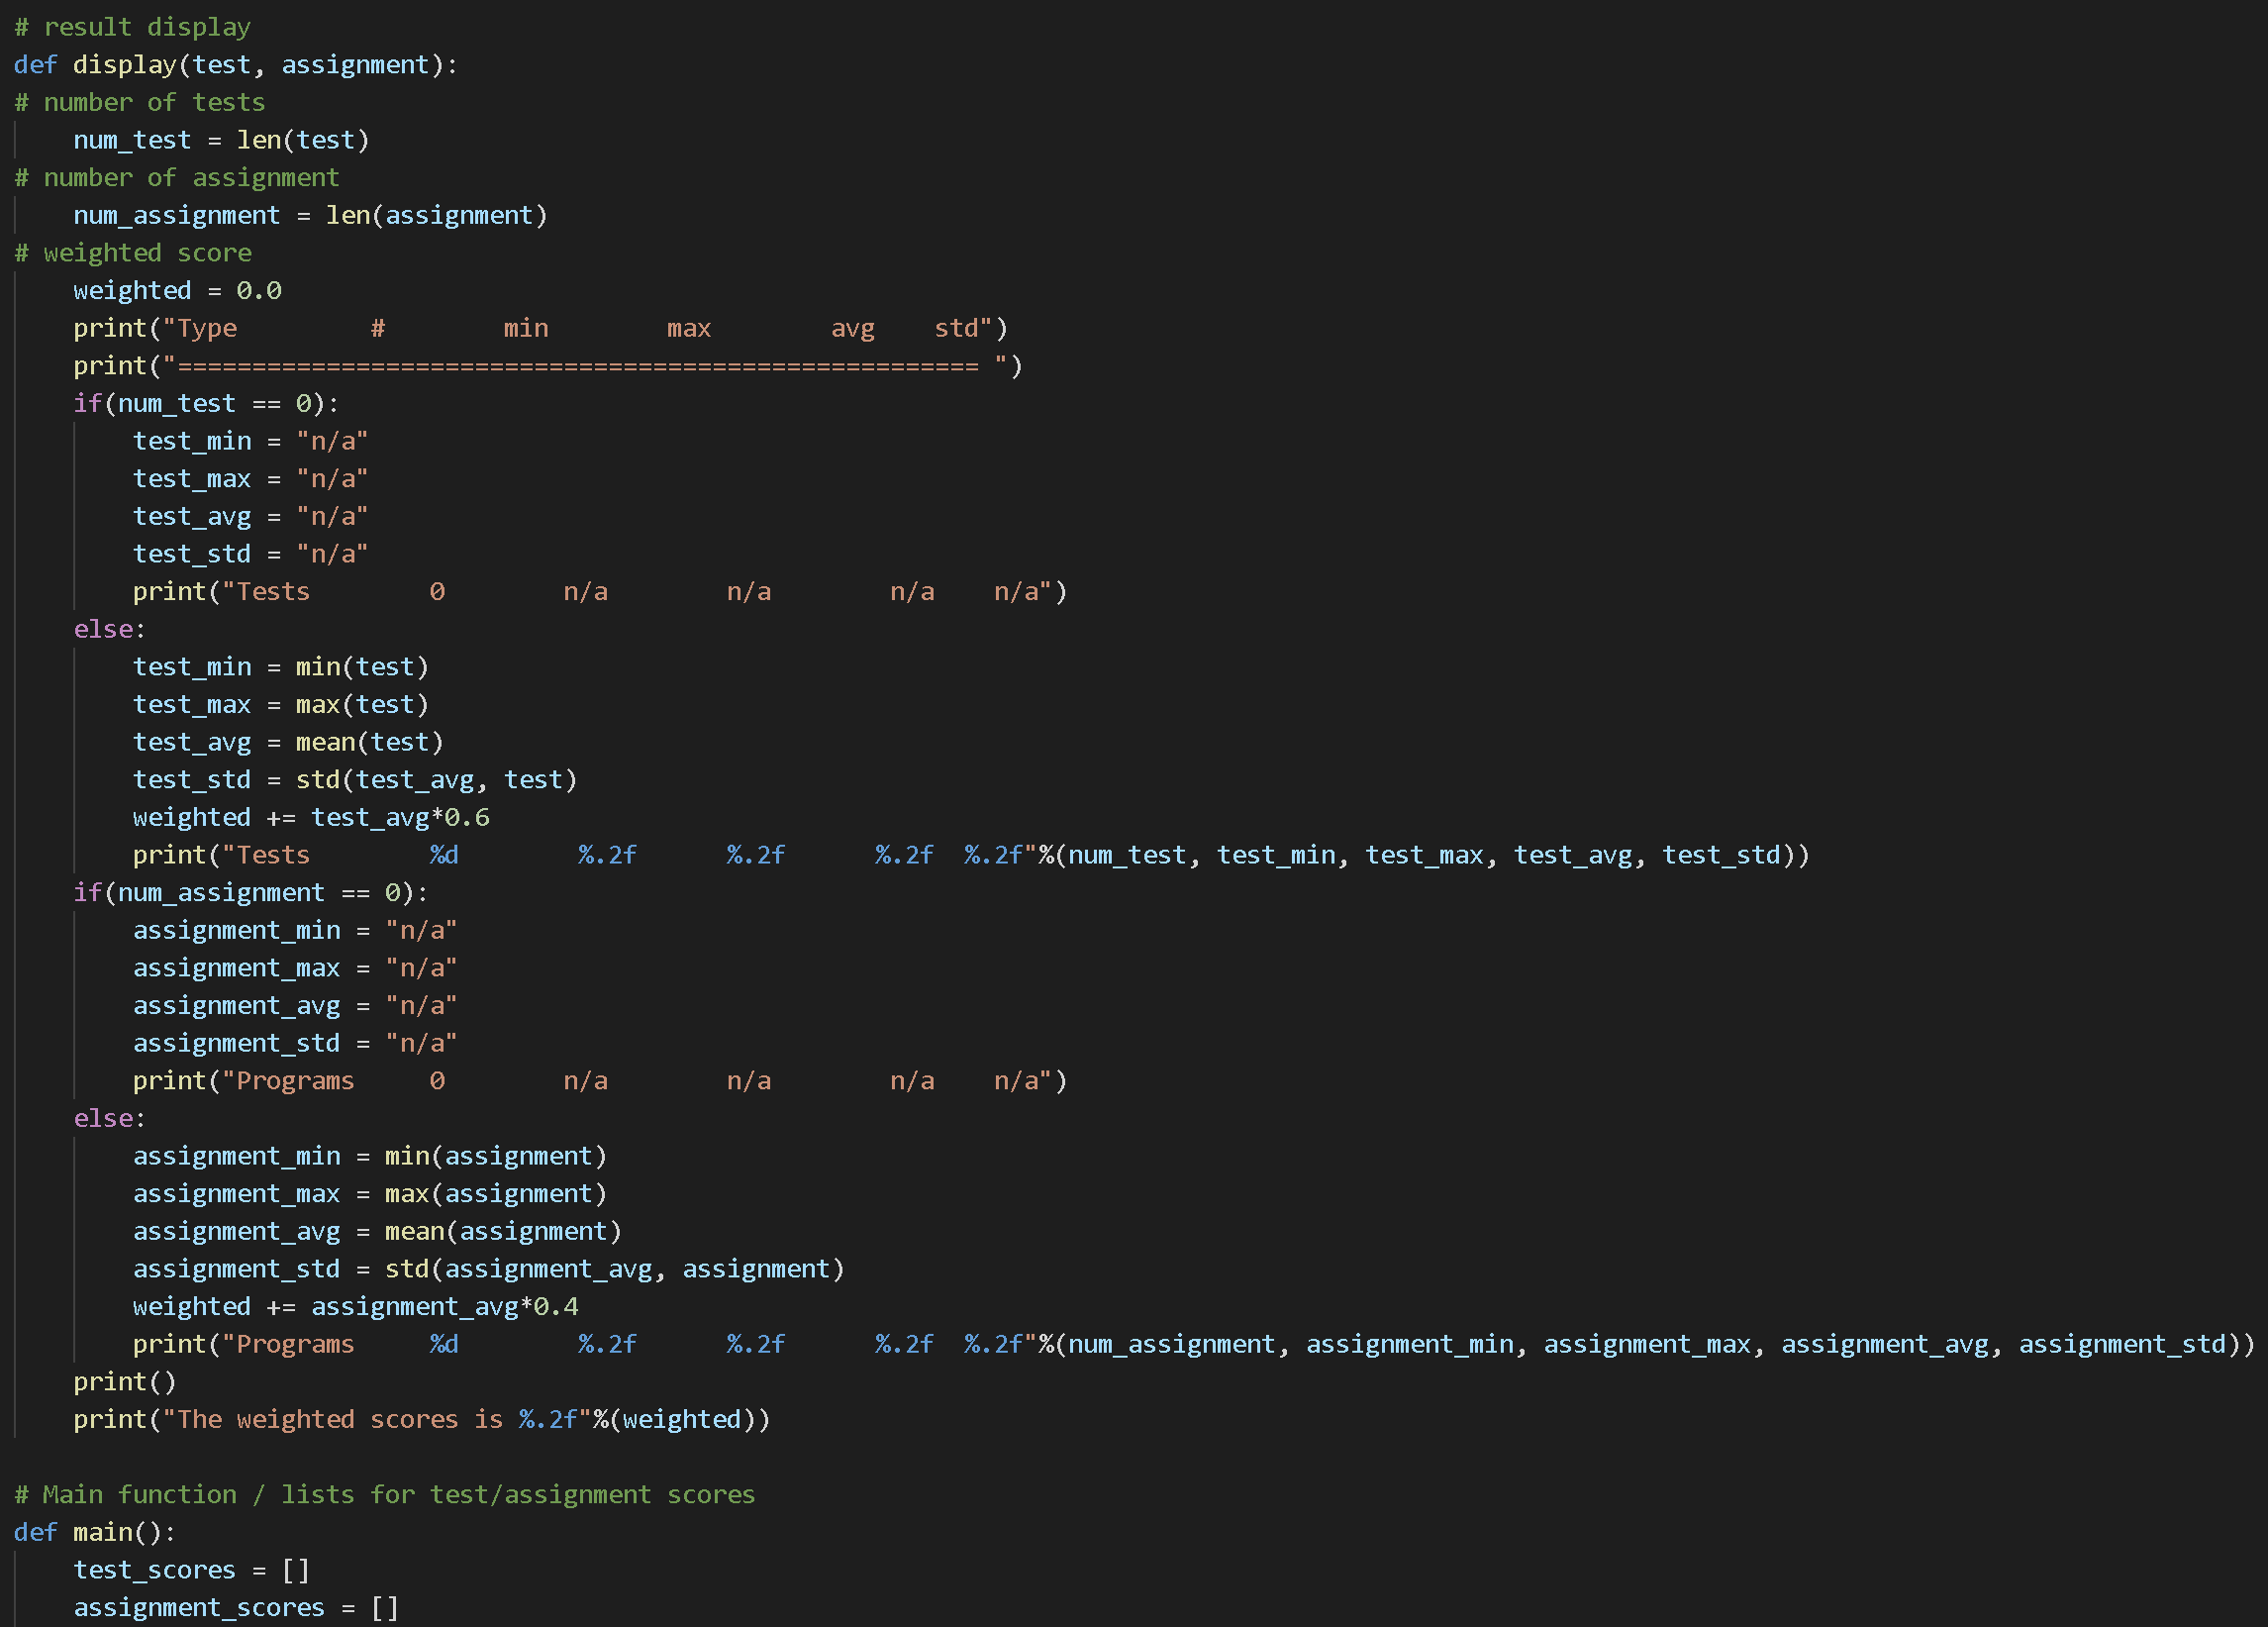 # result display
def display(test, assignment):
# number of tests
    num_test = len(test)
# number of assignment
    num_assignment = len(assignment)
# weighted score
    weighted = 0.0
    print("Type         #        min        max        avg    std")
    print("====================================================== ")
    if(num_test == 0):
        test_min = "n/a"
        test_max = "n/a"
        test_avg = "n/a"
        test_std = "n/a"
        print("Tests        0        n/a        n/a        n/a    n/a")
    else:
        test_min = min(test)
        test_max = max(test)
        test_avg = mean(test)
        test_std = std(test_avg, test)
        weighted += test_avg*0.6
        print("Tests        %d        %.2f      %.2f      %.2f  %.2f"%(num_test, test_min, test_max, test_avg, test_std))
    if(num_assignment == 0):
        assignment_min = "n/a"
        assignment_max = "n/a"
        assignment_avg = "n/a"
        assignment_std = "n/a"
        print("Programs     0        n/a        n/a        n/a    n/a")
    else:
        assignment_min = min(assignment)
        assignment_max = max(assignment)
        assignment_avg = mean(assignment)
        assignment_std = std(assignment_avg, assignment)
        weighted += assignment_avg*0.4
        print("Programs     %d        %.2f      %.2f      %.2f  %.2f"%(num_assignment, assignment_min, assignment_max, assignment_avg, assignment_std))
    print()
    print("The weighted scores is %.2f"%(weighted))

# Main function / lists for test/assignment scores
def main():
    test_scores = []
    assignment_scores = []